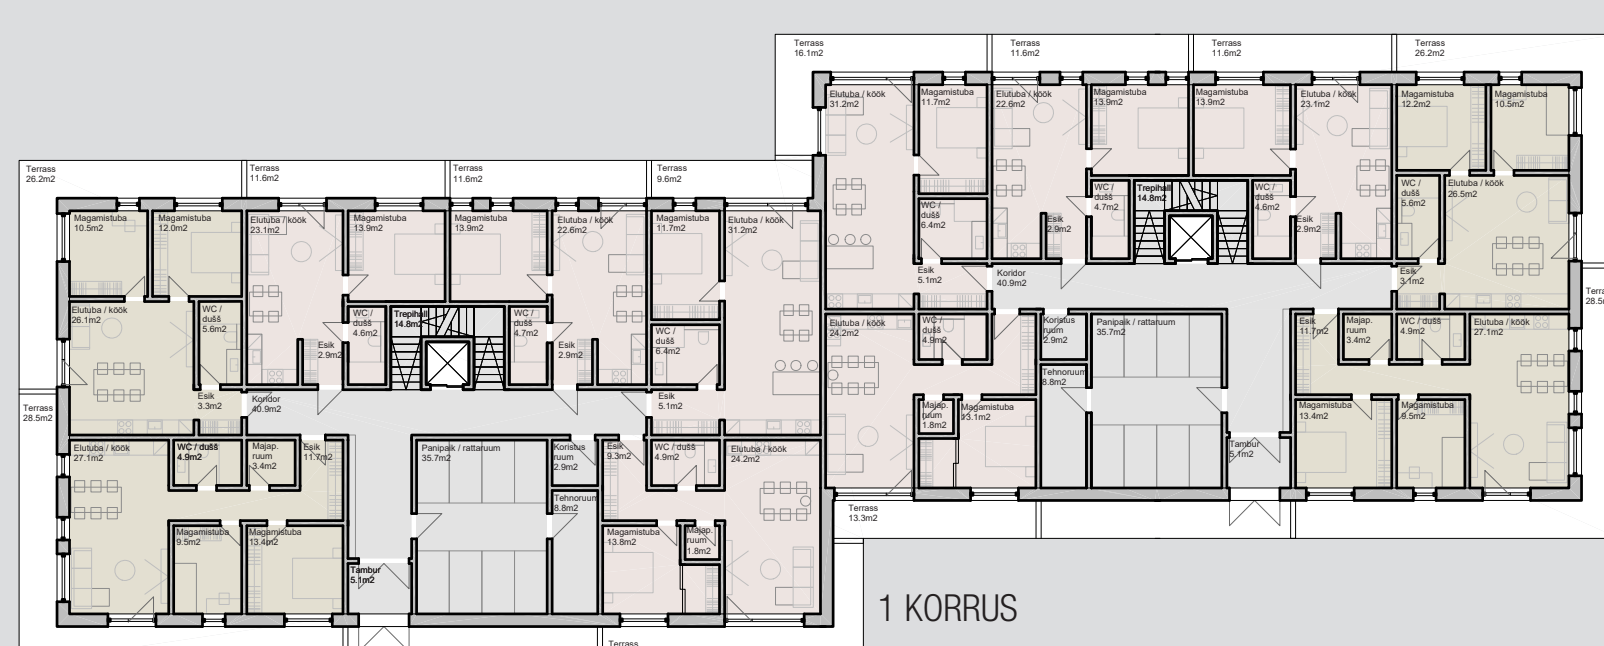 Terrass
16.1m2
Terrass
11.6m2
Terrass
11.6m2
Terrass
26.2m2
Elutuba / köök
31.2m2
Magamistuba
11.7m2
Elutuba / köök
22.6m2
Magamistuba
13.9m2
Magamistuba
13.9m2
Elutuba / köök
23.1m2
Magamistuba
12.2m2
Magamistuba
10.5m2
WC /
dušš
6.4m2
Esik
2.9m2
WC /
dušš
4.7m2
Trepihall
14.8m2
WC /
dušš
4.6m2
Esik
2.9m2
WC /
dušš
5.6m2
Elutuba / köök
26.5m2
Esik
5.1m2
Koridor
40.9m2
Esik
3.1m2
Elutuba / köök
24.2m2
WC /
dušš
4.9m2
Koristus
ruum
2.9m2
Panipaik / rattaruum
35.7m2
Esik
11.7m2
Majap.
ruum
3.4m2
WC / dušš
4.9m2
Elutuba / köök
27.1m2
Tehnoruum
8.8m2
Majap.
ruum
1.8m2
Magamistuba
13.1m2
Magamistuba
13.4m2
Magamistuba
9.5m2
Tambur
5.1m2
Terrass
13.3m2
Terrass
26.2m2
Terrass
11.6m2
Terrass
11.6m2
Terrass
9.6m2
Magamistuba
10.5m2
Magamistuba
12.0m2
Elutuba / köök
23.1m2
Magamistuba
13.9m2
Magamistuba
13.9m2
Elutuba / köök
22.6m2
Magamistuba
11.7m2
Elutuba / köök
31.2m2
Elutuba / köök
26.1m2
WC /
dušš
5.6m2
Esik
2.9m2
WC /
dušš
4.6m2
Trepihall
14.8m2
WC /
dušš
4.7m2
Esik
2.9m2
WC /
dušš
6.4m2
Terrass
28.5m2
Esik
3.3m2
Koridor
40.9m2
Esik
5.1m2
Elutuba / köök
27.1m2
WC / dušš
4.9m2
Majap.
ruum
3.4m2
Esik
11.7m2
Panipaik / rattaruum
35.7m2
Koristus
ruum
2.9m2
Esik
9.3m2
WC / dušš
4.9m2
Elutuba / köök
24.2m2
Tehnoruum
8.8m2
Magamistuba
9.5m2
Magamistuba
13.4m2
Tambur
5.1m2
Magamistuba
13.8m2
Majap.
ruum
1.8m2
Terrass
1 KORRUS